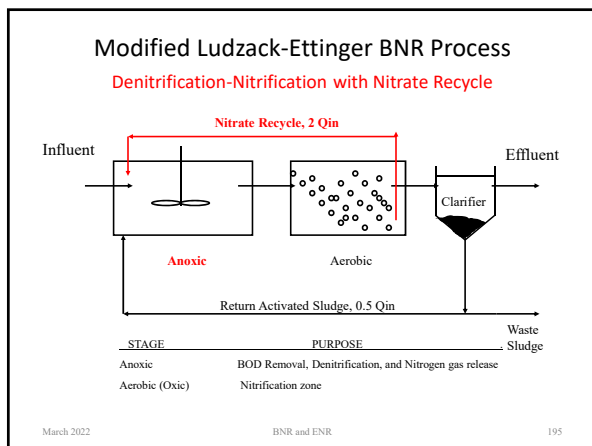 Modified Ludzack-Ettinger BNR Process
Denitrification-Nitrification with Nitrate Recycle
Nitrate Recycle, 2 Qin
Influent
Effluent
Clarifier
Anoxic
Aerobic
Return Activated Sludge, 0.5 Qin
Waste
Sludge
STAGE PURPOSE .
Anoxic BOD Removal, Denitrification, and Nitrogen gas release
Aerobic (Oxic) Nitrification zone
March 2022 BNR and ENR 195